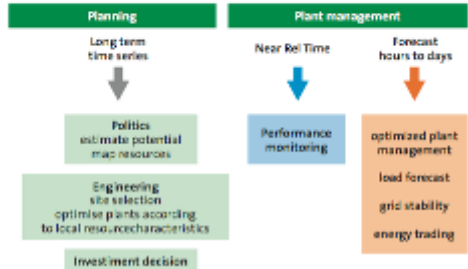 Planning
Plant management
Long term
time series
Near Rel Time
Forecast
hours to days
Politics
estimate potential
map resources
Performance
monitoring
optimized plant
management
load forecast
grid stability
energy trading
Engineering
site selection
optimise plants according
to local resourcecharacteristics
Investiment decision